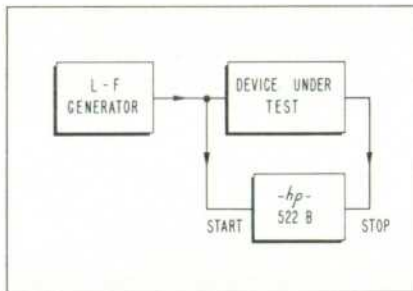 L-F
GENERATOR
DEVICE UNDER
TEST
START
-hp-
522 B
STOP